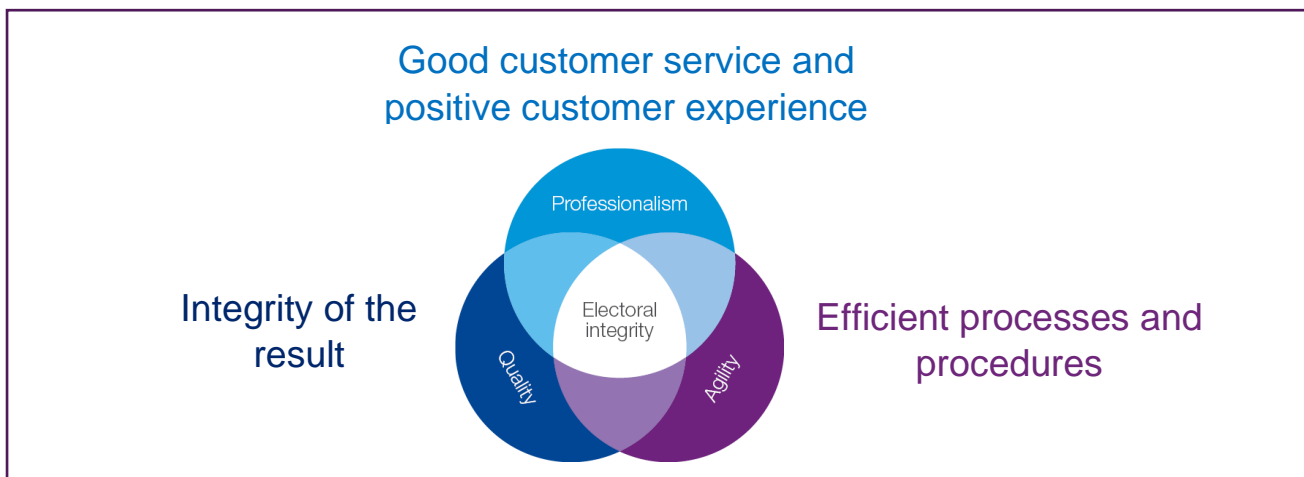 Good customer service and
positive customer experience
Professionalism
Integrity of the
result
Electoral
integrity
Efficient processes and
procedures
Quality
Agility